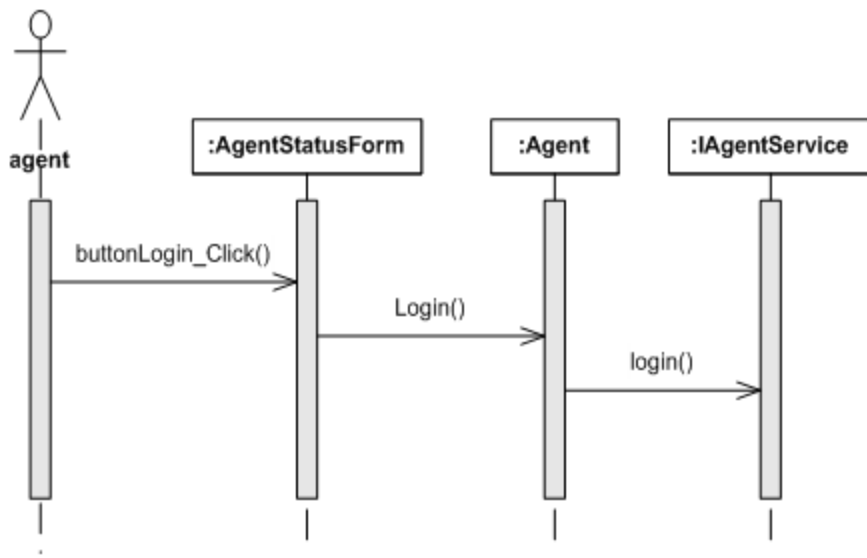 agent
:AgentStatusForm
:Agent
:IAgentService
buttonLogin_Click()
Login()
login()